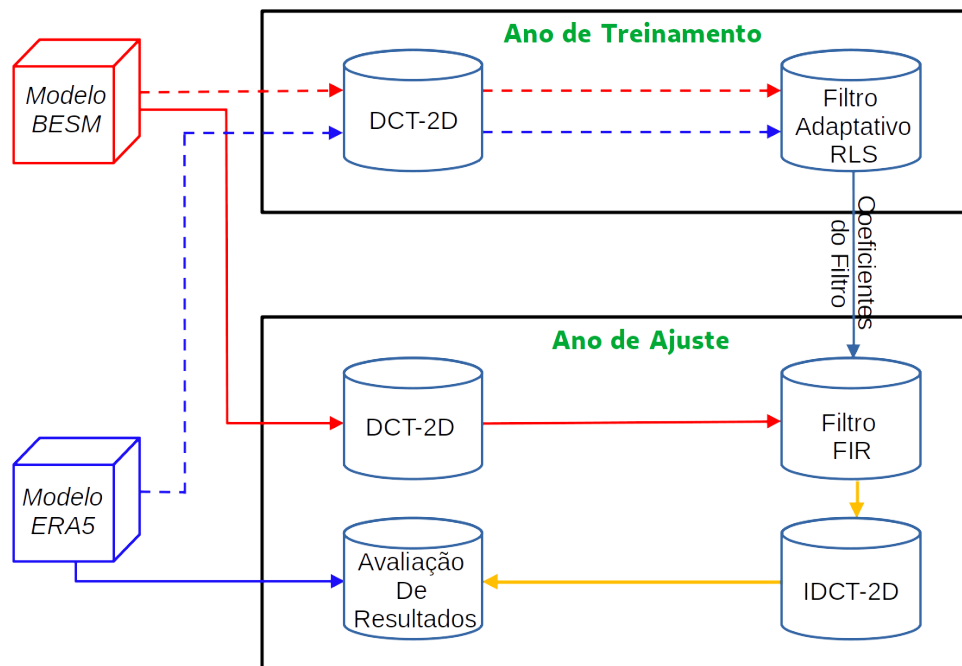 Ano de Treinamento
Modelo
BESM
DCT-2D
Filtro
Adaptativo
RLS
Coeficientes
do Filtro
Ano de Ajuste
DCT-2D
Filtro
FIR
Modelo
ERA5
Avaliação
De
Resultados
IDCT-2D